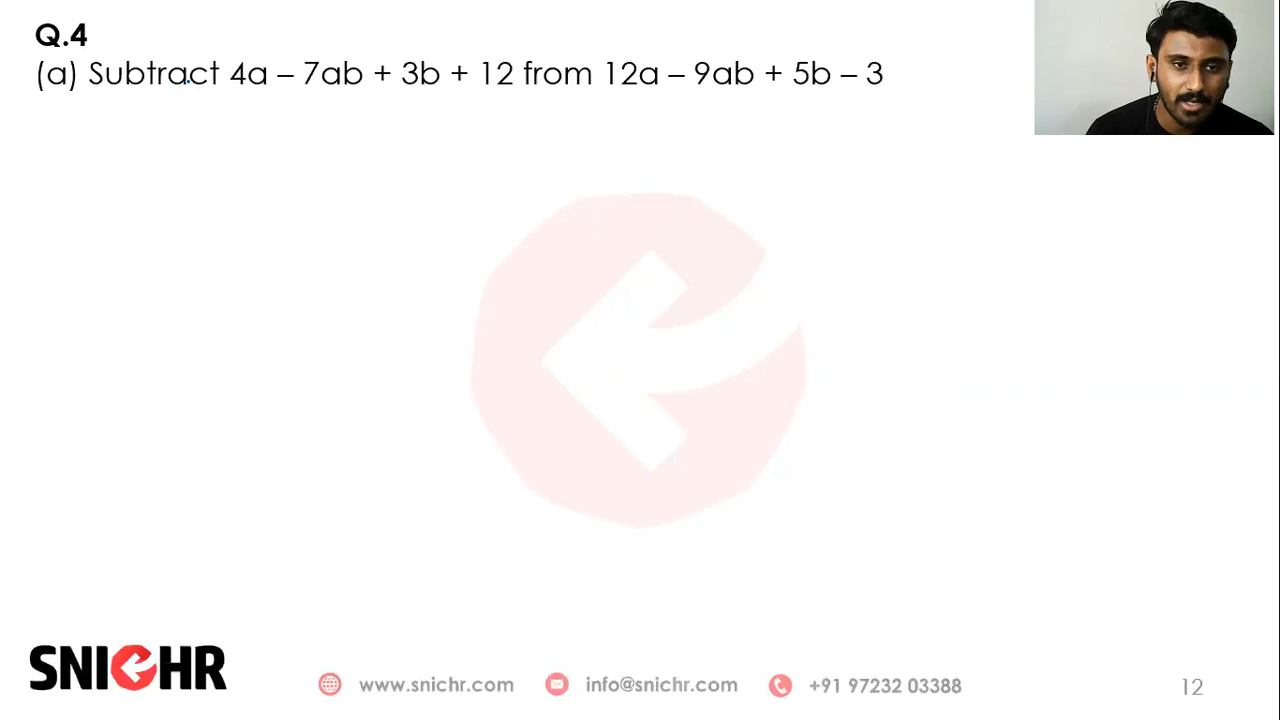 Q.4
(a) Subtract 4a – 7ab + 3b + 12 from 12a – 9ab + 5b – 3
SNICHR
www.snichr.com
info@snichr.com
+91 97232 03388
12